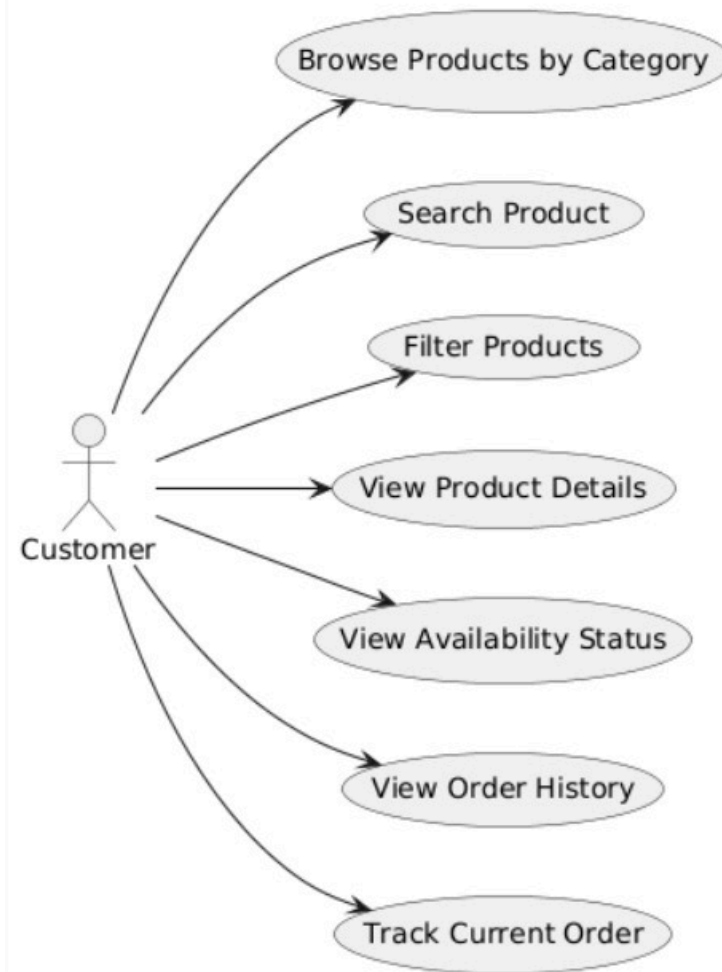 Browse Products by Category
Search Product
Filter Products
View Product Details
Customer
View Availability Status
View Order History
Track Current Order